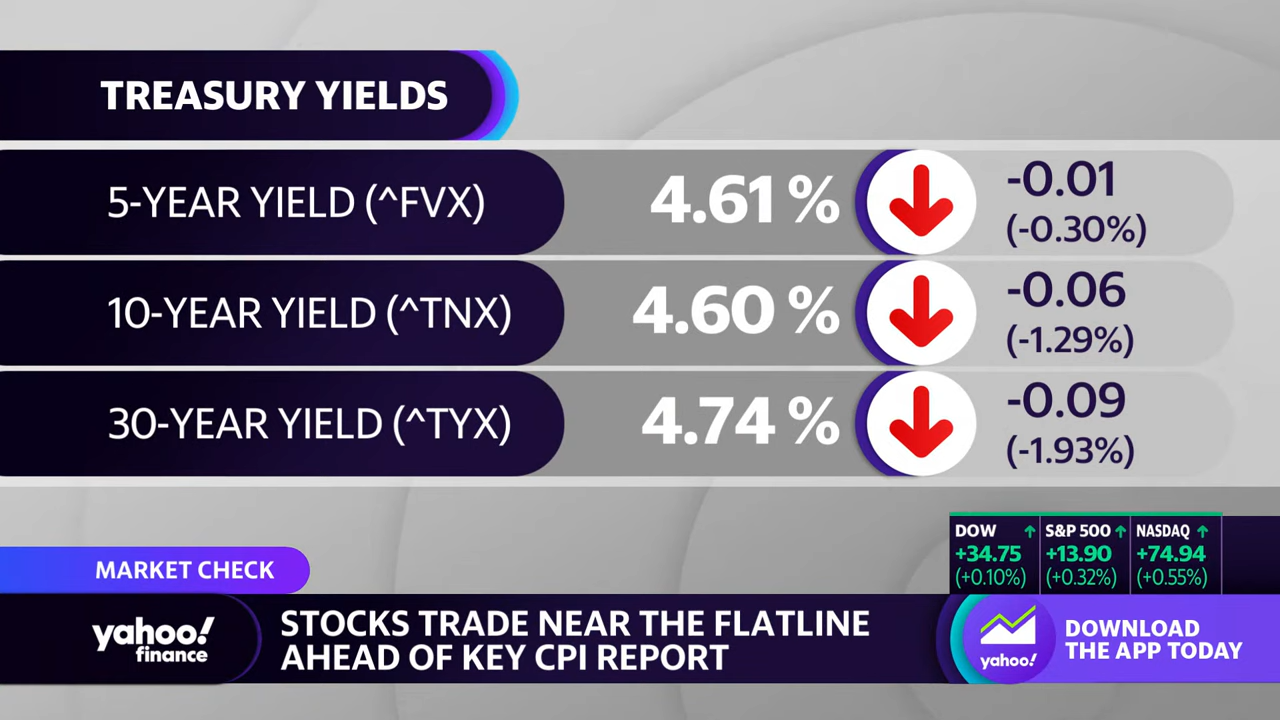 TREASURY YIELDS
5-YEAR YIELD (^FVX) 4.61 % -0.01
(-0.30%)
10-YEAR YIELD (^TNX) 4.60 % -0.06
(-1.29%)
30-YEAR YIELD (^TYX) 4.74 % -0.09
(-1.93%)
DOW S&P 500 NASDAQ
+34.75 +13.90 +74.94
(+0.10%) (+0.32%) (+0.55%)
MARKET CHECK
yahoo!
finance
STOCKS TRADE NEAR THE FLATLINE
AHEAD OF KEY CPI REPORT
yahoo!
DOWNLOAD
THE APP TODAY